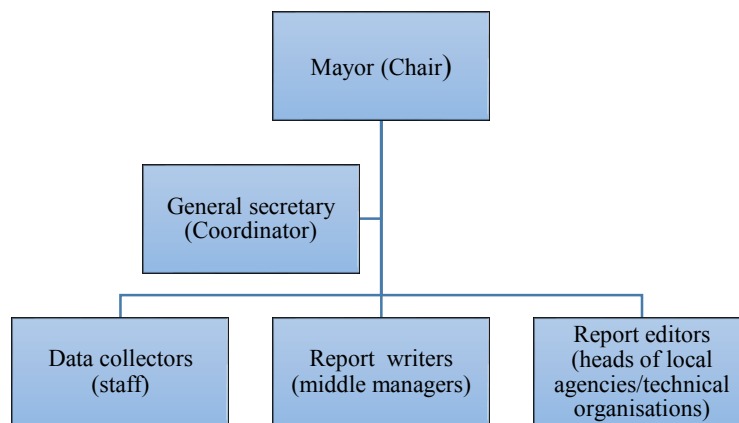 Mayor (Chair)
General secretary
(Coordinator)
Data collectors
(staff)
Report writers
(middle managers)
Report editors
(heads of local
agencies/technical
organisations)